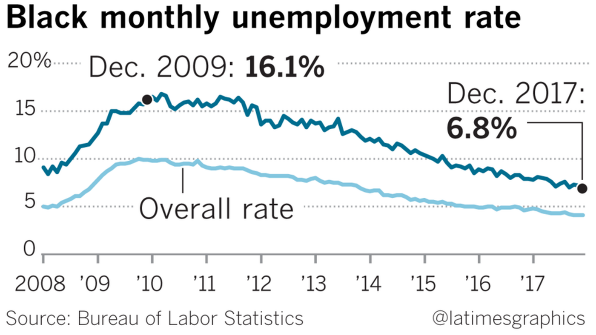 Black monthly unemployment rate
20%
Dec. 2009: 16.1%
Dec. 2017:
6.8%
15
10
5
Overall rate
0
2008 '09 '10 '11 '12 '13 '14 '15 '16 '17
Source: Bureau of Labor Statistics @latimesgraphics